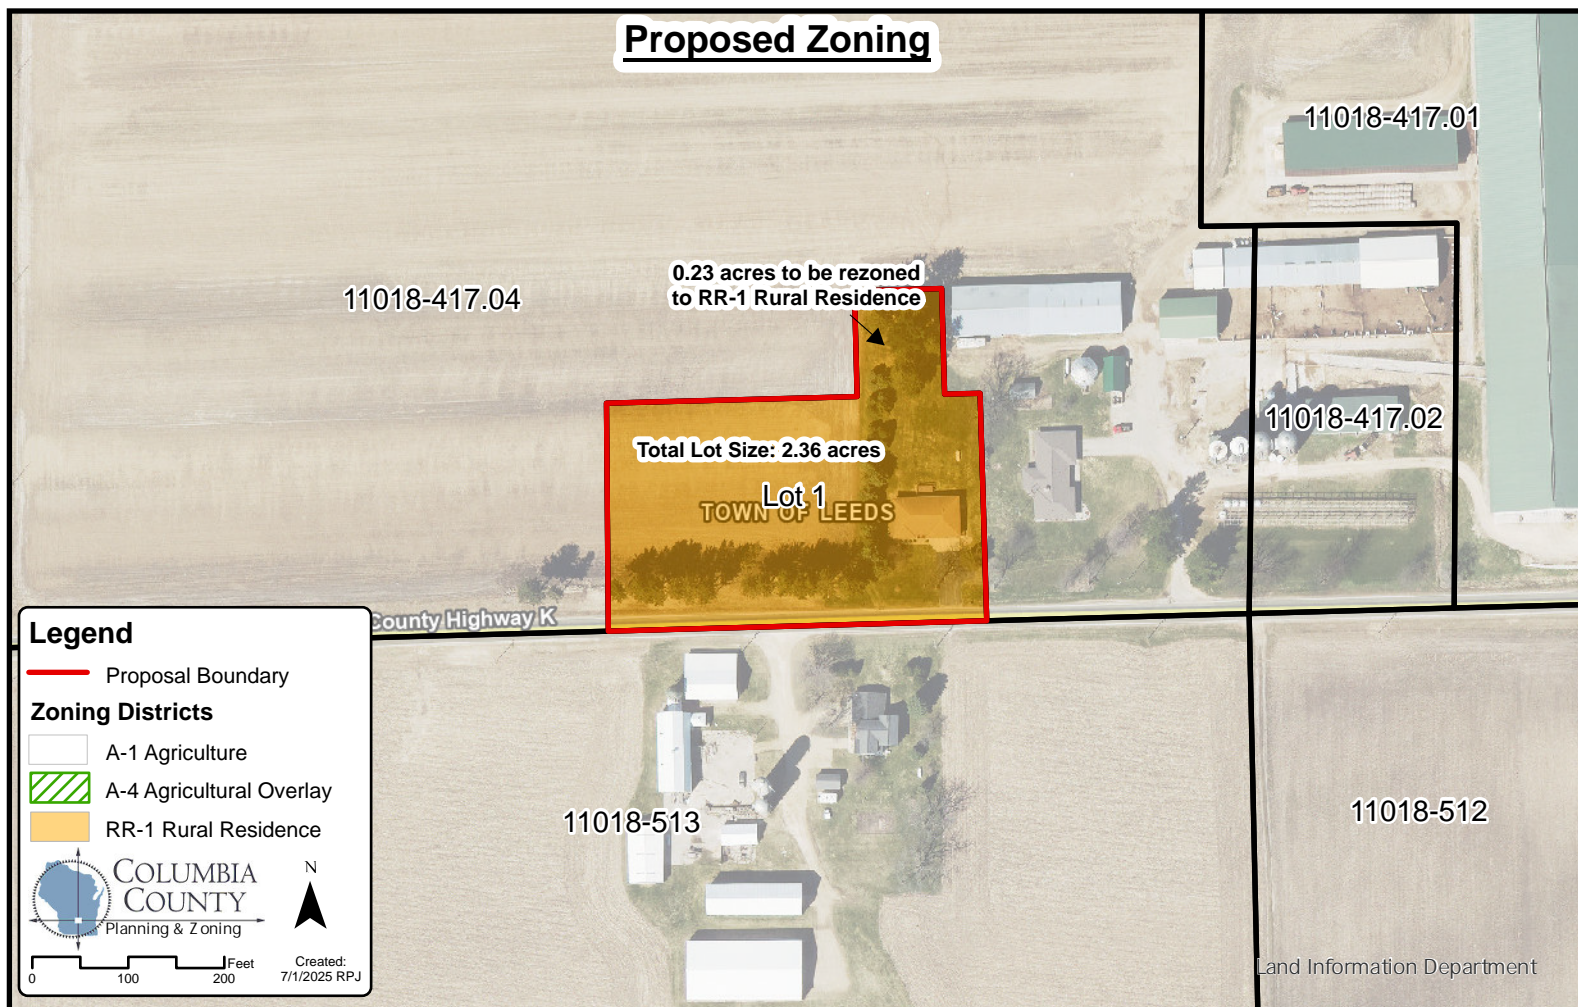 Proposed Zoning
11018-417.01
0.23 acres to be rezoned
to RR-1 Rural Residence
11018-417.04
11018-417.02
Total Lot Size: 2.36 acres
Lot 1
TOWN OF LEEDS
County Highway K
11018-513
11018-512
Legend
Proposal Boundary
Zoning Districts
A-1 Agriculture
A-4 Agricultural Overlay
RR-1 Rural Residence
COLUMBIA
COUNTY
Planning & Zoning
N
Feet
0 100 200
Created:
7/1/2025 RPJ
Land Information Department